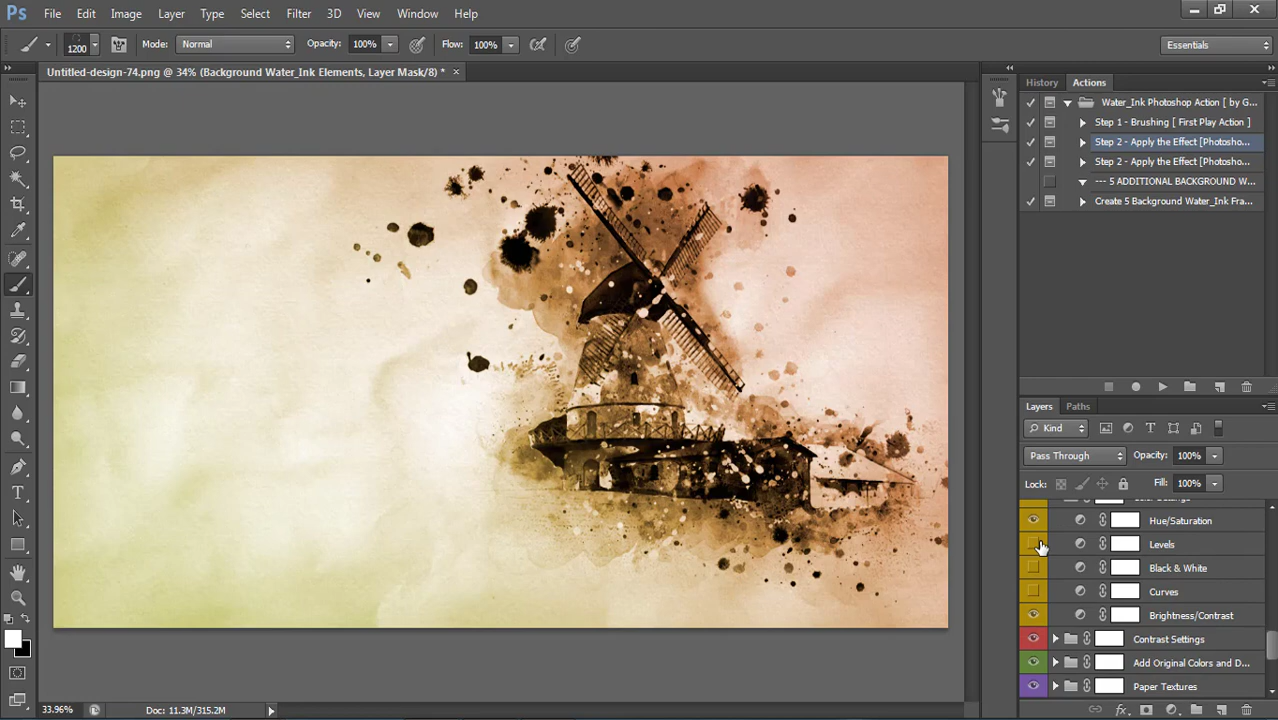 Ps File Edit Image Layer Type Select Filter 3D View Window Help
1200 Mode: Normal Opacity: 100% Flow: 100% Essentials
Untitled-design-74.png @ 34% (Background Water_Ink Elements, Layer Mask/8) * ×
History Actions
Water_Ink Photoshop Action [ by G...
Step 1 - Brushing [ First Play Action ]
Step 2 - Apply the Effect [Photosho...
Step 2 - Apply the Effect [Photosho...
--- 5 ADDITIONAL BACKGROUND W...
Create 5 Background Water_Ink Fra...
Layers Paths
Kind
Pass Through Opacity: 100%
Lock: Fill: 100%
Hue/Saturation
Levels
Black & White
Curves
Brightness/Contrast
Contrast Settings
Add Original Colors and D...
Paper Textures
33.96% Doc: 11.3M/315.2M